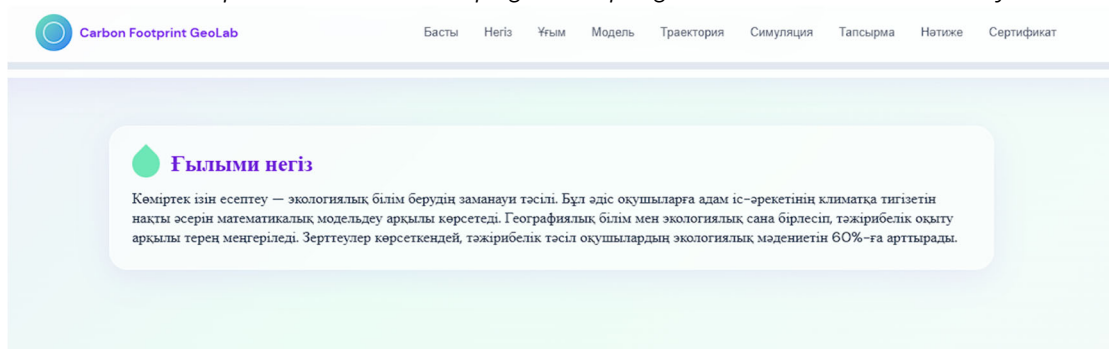 Carbon Footprint GeoLab
Басты Негіз Ұғым Модель Траектория Симуляция Тапсырма Нәтиже Сертификат
Ғылыми негіз
Көміртек ізін есептеу — экологиялық білім берудің заманауи тәсілі. Бұл әдіс оқушыларға адам іс-әрекетінің климатқа тигізетін
нақты әсерін математикалық модельдеу арқылы көрсетеді. Географиялық білім мен экологиялық сана бірлесіп, тәжірибелік оқыту
арқылы терең меңгеріледі. Зерттеулер көрсеткендей, тәжірибелік тәсіл оқушылардың экологиялық мәдениетін 60%-ға арттырады.